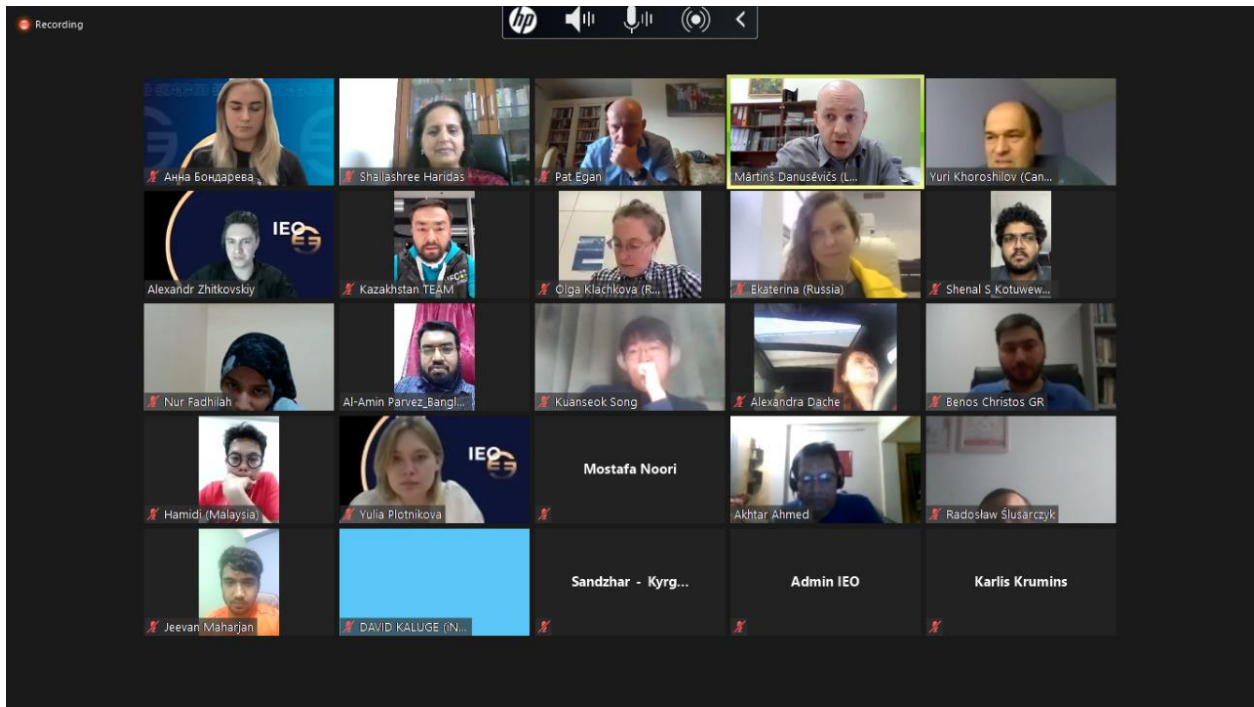 Recording
hp
Анна Бондарева
Shailashree Haridas
Pat Egan
Mārtiņš Danusēvičs (L...
Yuri Khoroshilov (Can...
IEO
Alexandr Zhitkovskiy
Kazakhstan TEAM
Olga Klachkova (R...
Ekaterina (Russia)
Shenal S Kotuwew...
Nur Fadhilah
Al-Amin Parvez_Bangl...
Kuanseok Song
Alexandra Dache
Benos Christos GR
Hamidi (Malaysia)
IEO
Yulia Plotnikova
Mostafa Noori
Akhtar Ahmed
Radosław Ślusarczyk
Jeevan Maharjan
DAVID KALUGE (iN...
Sandzhar - Kyrg...
Admin IEO
Karlis Krumins